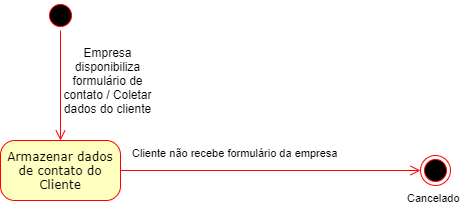 Empresa
disponibiliza
formulário de
contato / Coletar
dados do cliente
Armazenar dados
de contato do
Cliente
Cliente não recebe formulário da empresa
Cancelado